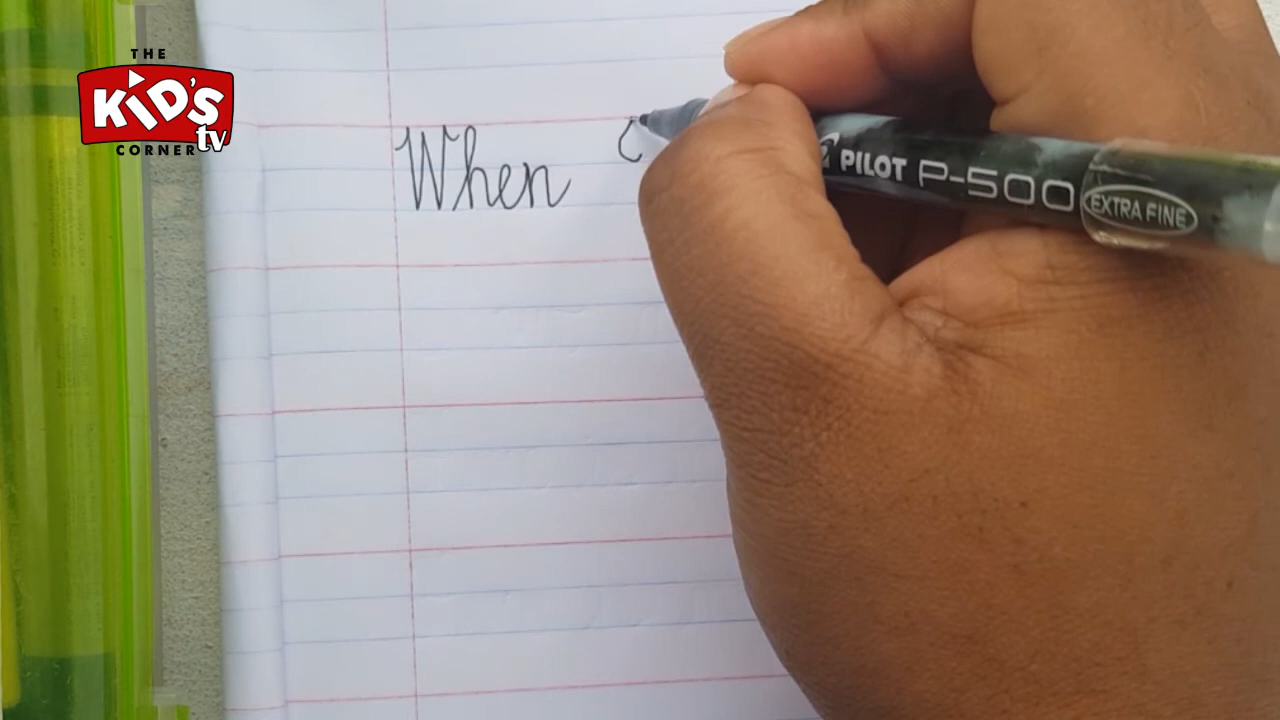 THE
KiD'S
tv
CORNER
When
PILOT P-500 EXTRA FINE